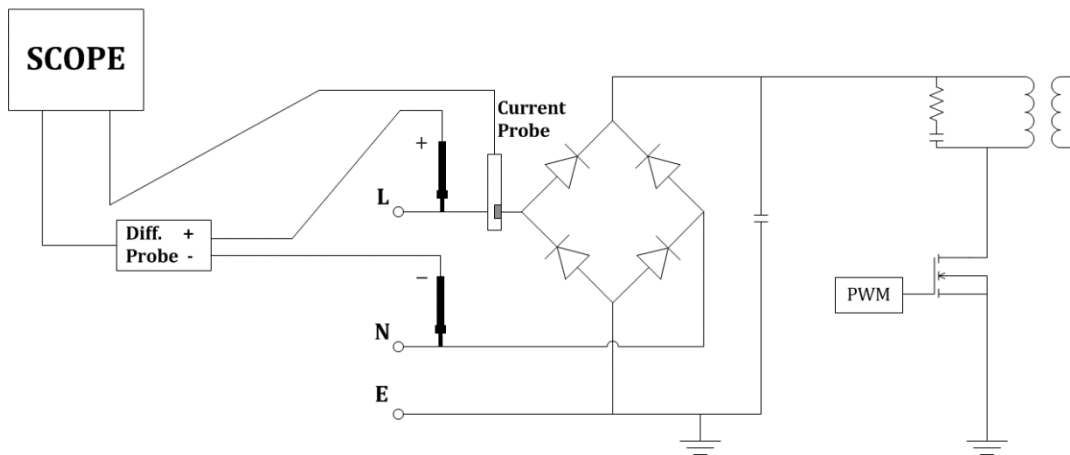 SCOPE
Current
Probe
+
L
Diff. +
Probe -
−
N
E
PWM